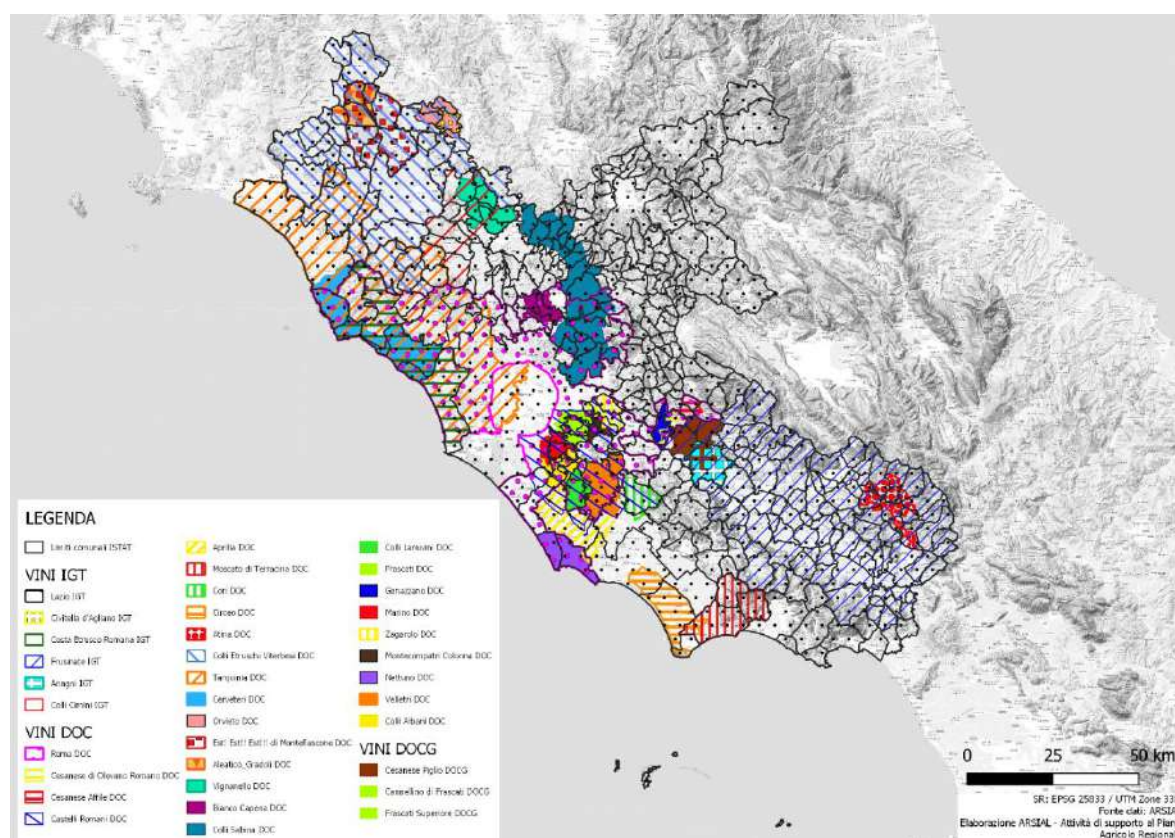 LEGENDA
Limiti comunali ISTAT
VINI IGT
Lazio IGT
Civitella d'Agliano IGT
Costa Etrusco Romana IGT
Frusinate IGT
Anagni IGT
Colli Cimini IGT
VINI DOC
Roma DOC
Cesanese di Olevano Romano DOC
Cesanese Affile DOC
Castelli Romani DOC
Aprilia DOC
Moscato di Terracina DOC
Cori DOC
Circeo DOC
Atina DOC
Colli Etruschi Viterbesi DOC
Tarquinia DOC
Cerveteri DOC
Orvieto DOC
Est! Est!! Est!!! di Montefiascone DOC
Aleatico_Gradoli DOC
Vignanello DOC
Bianco Capena DOC
Colli Sabina DOC
Colli Lanuvini DOC
Frascati DOC
Genazzano DOC
Marino DOC
Zagarolo DOC
Montecompatri Colonna DOC
Nettuno DOC
Velletri DOC
Colli Albani DOC
VINI DOCG
Cesanese Piglio DOCG
Cannellino di Frascati DOCG
Frascati Superiore DOCG
0 25 50 km
SR: EPSG 25833 / UTM Zone 33
Fonte dati: ARSIA
Elaborazione ARSIAL - Attività di supporto al Pian
Agricolo Regiona